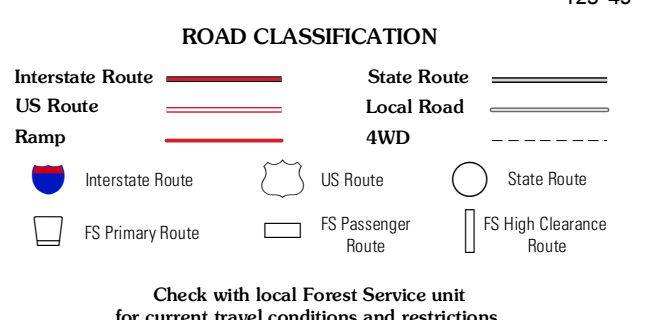 ROAD CLASSIFICATION
Interstate Route
State Route
US Route
Local Road
Ramp
4WD
Interstate Route
US Route
State Route
FS Primary Route
FS Passenger
Route
FS High Clearance
Route
Check with local Forest Service unit
for current travel conditions and restrictions